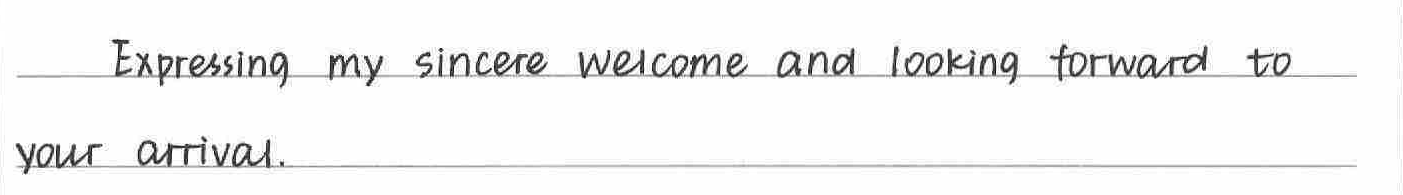 Expressing my sincere welcome and looking forward to
your arrival.